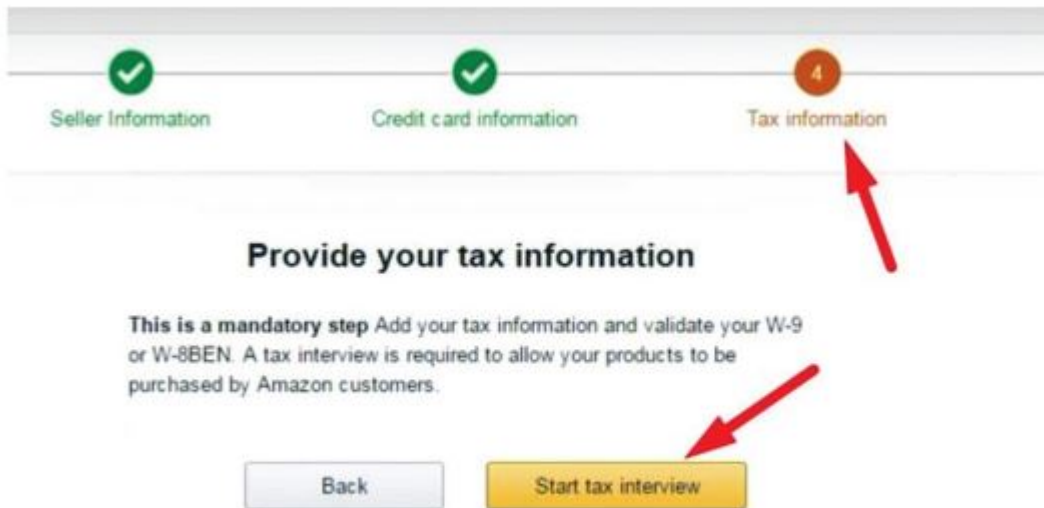 4
Seller Information
Credit card information
Tax information
Provide your tax information
This is a mandatory step Add your tax information and validate your W-9
or W-8BEN. A tax interview is required to allow your products to be
purchased by Amazon customers.
Back
Start tax interview